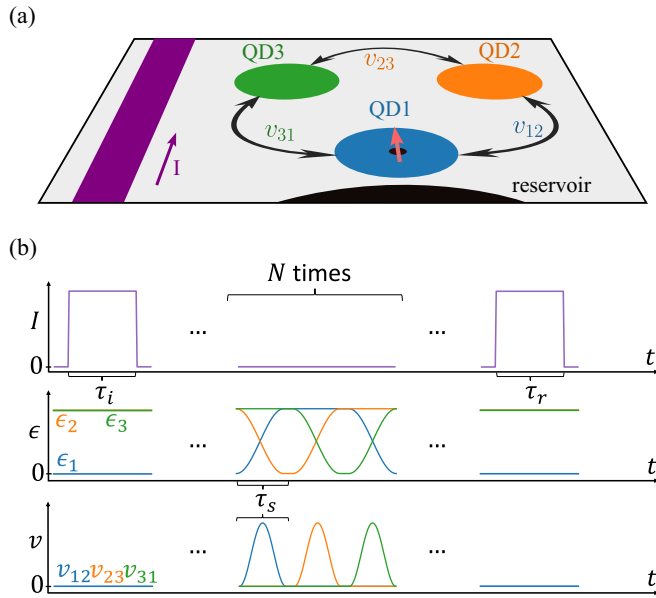 (a)
QD3
QD2
v₂₃
QD1
v₃₁
v₁₂
I
reservoir
(b)
N times
I
... ...
0
t
τᵢ
τᵣ
ϵ₂ ϵ₃
ϵ
... ...
ϵ₁
0
t
τₛ
v
... ...
v₁₂v₂₃v₃₁
0
t